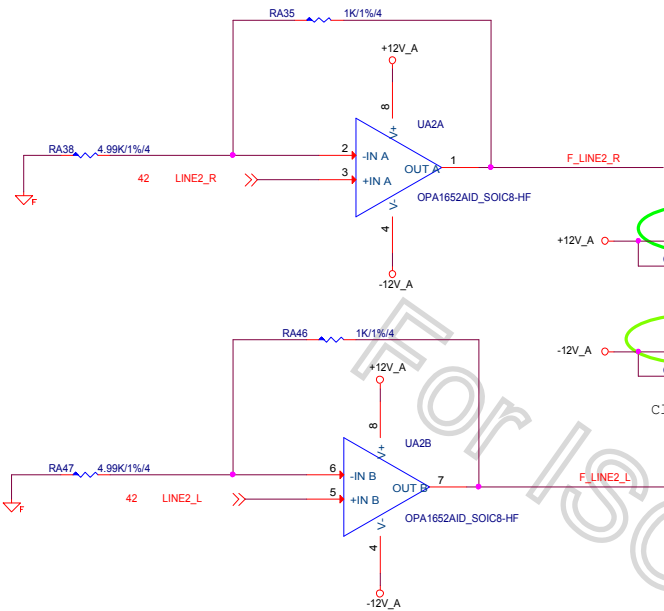 RA35 1K/1%/4
+12V_A
8
V+
UA2A
RA38 4.99K/1%/4
2 -IN A
42 LINE2_R
3 +IN A
OUT A 1
F_LINE2_R
V-
OPA1652AID_SOIC8-HF
F
4
+12V_A
-12V_A
RA46 1K/1%/4
-12V_A
+12V_A
8
V+
UA2B
RA47 4.99K/1%/4
6 -IN B
42 LINE2_L
5 +IN B
OUT B 7
F_LINE2_L
V-
OPA1652AID_SOIC8-HF
F
4
-12V_A